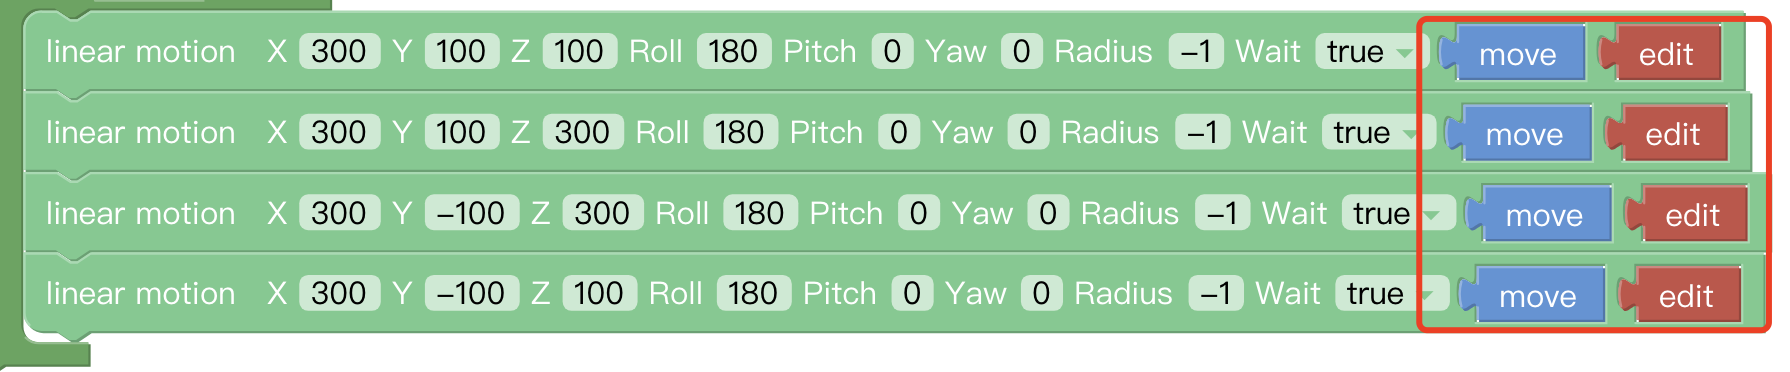 linear motion X 300 Y 100 Z 100 Roll 180 Pitch 0 Yaw 0 Radius -1 Wait true move edit
linear motion X 300 Y 100 Z 300 Roll 180 Pitch 0 Yaw 0 Radius -1 Wait true move edit
linear motion X 300 Y -100 Z 300 Roll 180 Pitch 0 Yaw 0 Radius -1 Wait true move edit
linear motion X 300 Y -100 Z 100 Roll 180 Pitch 0 Yaw 0 Radius -1 Wait true move edit